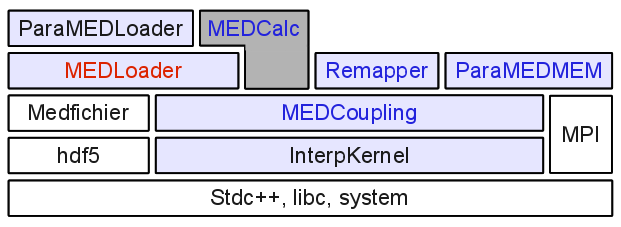 ParaMEDLoader
MEDCalc
MEDLoader
Remapper
ParaMEDMEM
Medfichier
MEDCoupling
MPI
hdf5
InterpKernel
Stdc++, libc, system